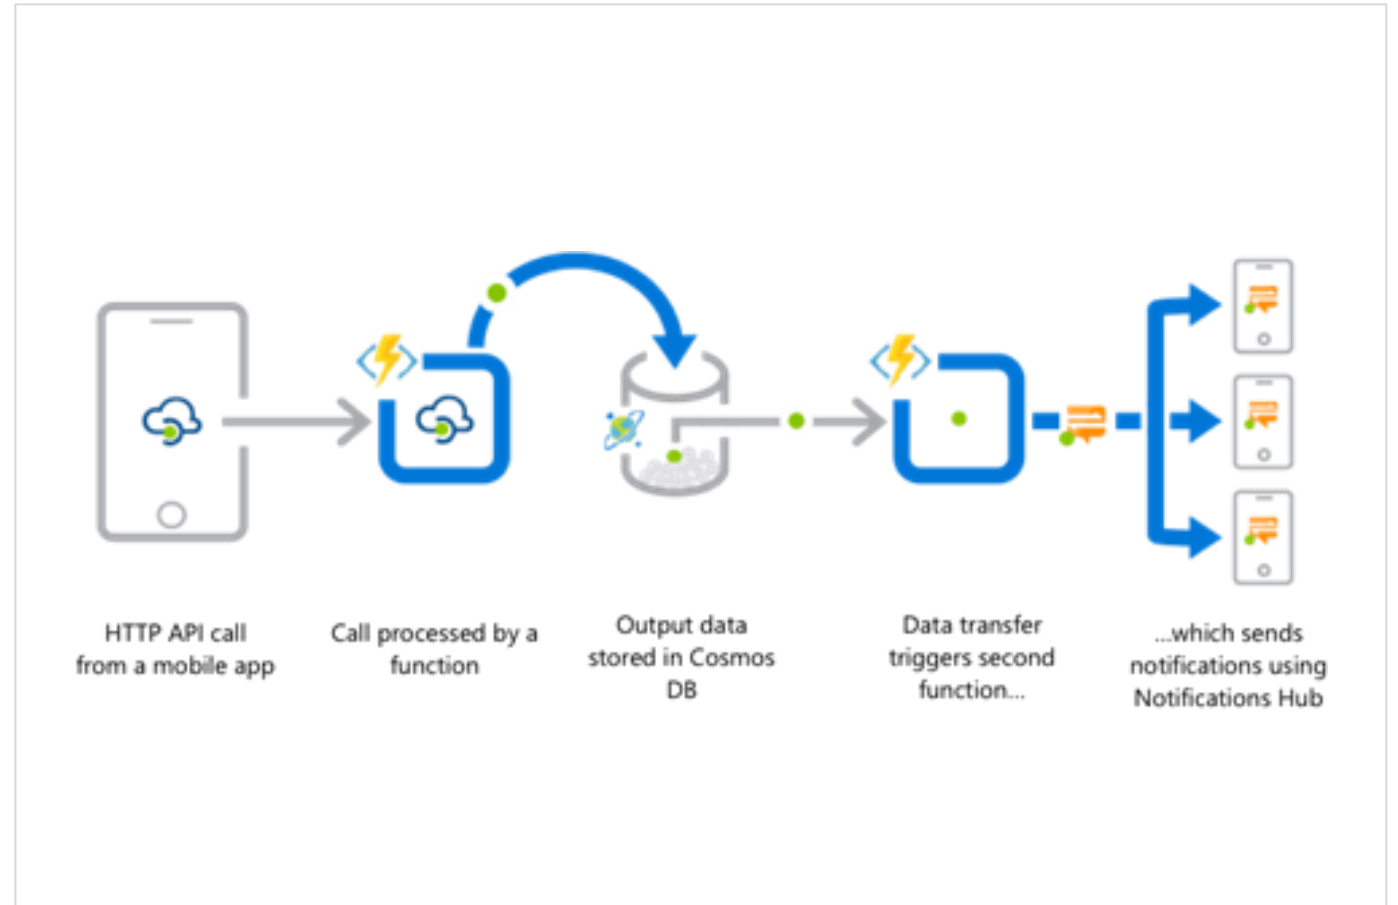 HTTP API call
from a mobile app
Call processed by a
function
Output data
stored in Cosmos
DB
Data transfer
triggers second
function...
...which sends
notifications using
Notifications Hub